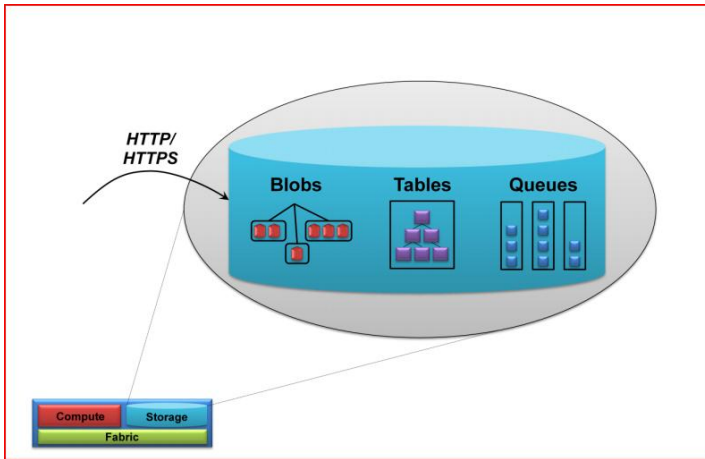 HTTP/
HTTPS
Blobs Tables Queues
Compute Storage
Fabric